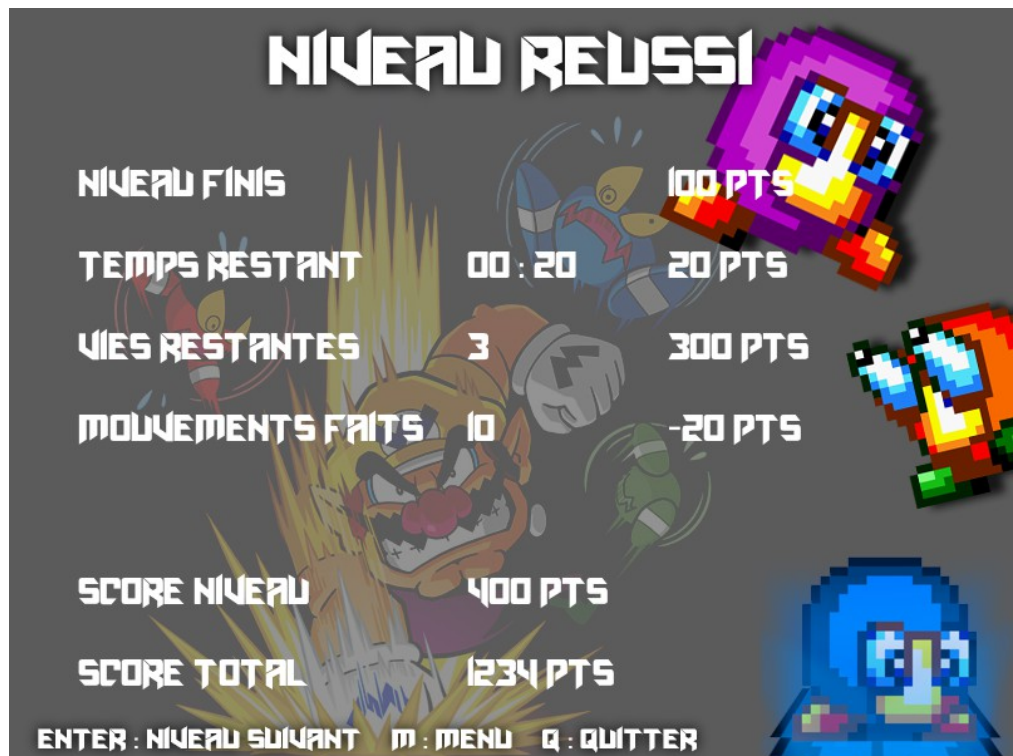 NIVEAU REUSSI
NIVEAU FINIS 100 PTS
TEMPS RESTANT 00 : 20 20 PTS
VIES RESTANTES 3 300 PTS
MOUVEMENTS FAITS 10 -20 PTS
SCORE NIVEAU 400 PTS
SCORE TOTAL 1234 PTS
ENTER : NIVEAU SUIVANT M : MENU Q : QUITTER